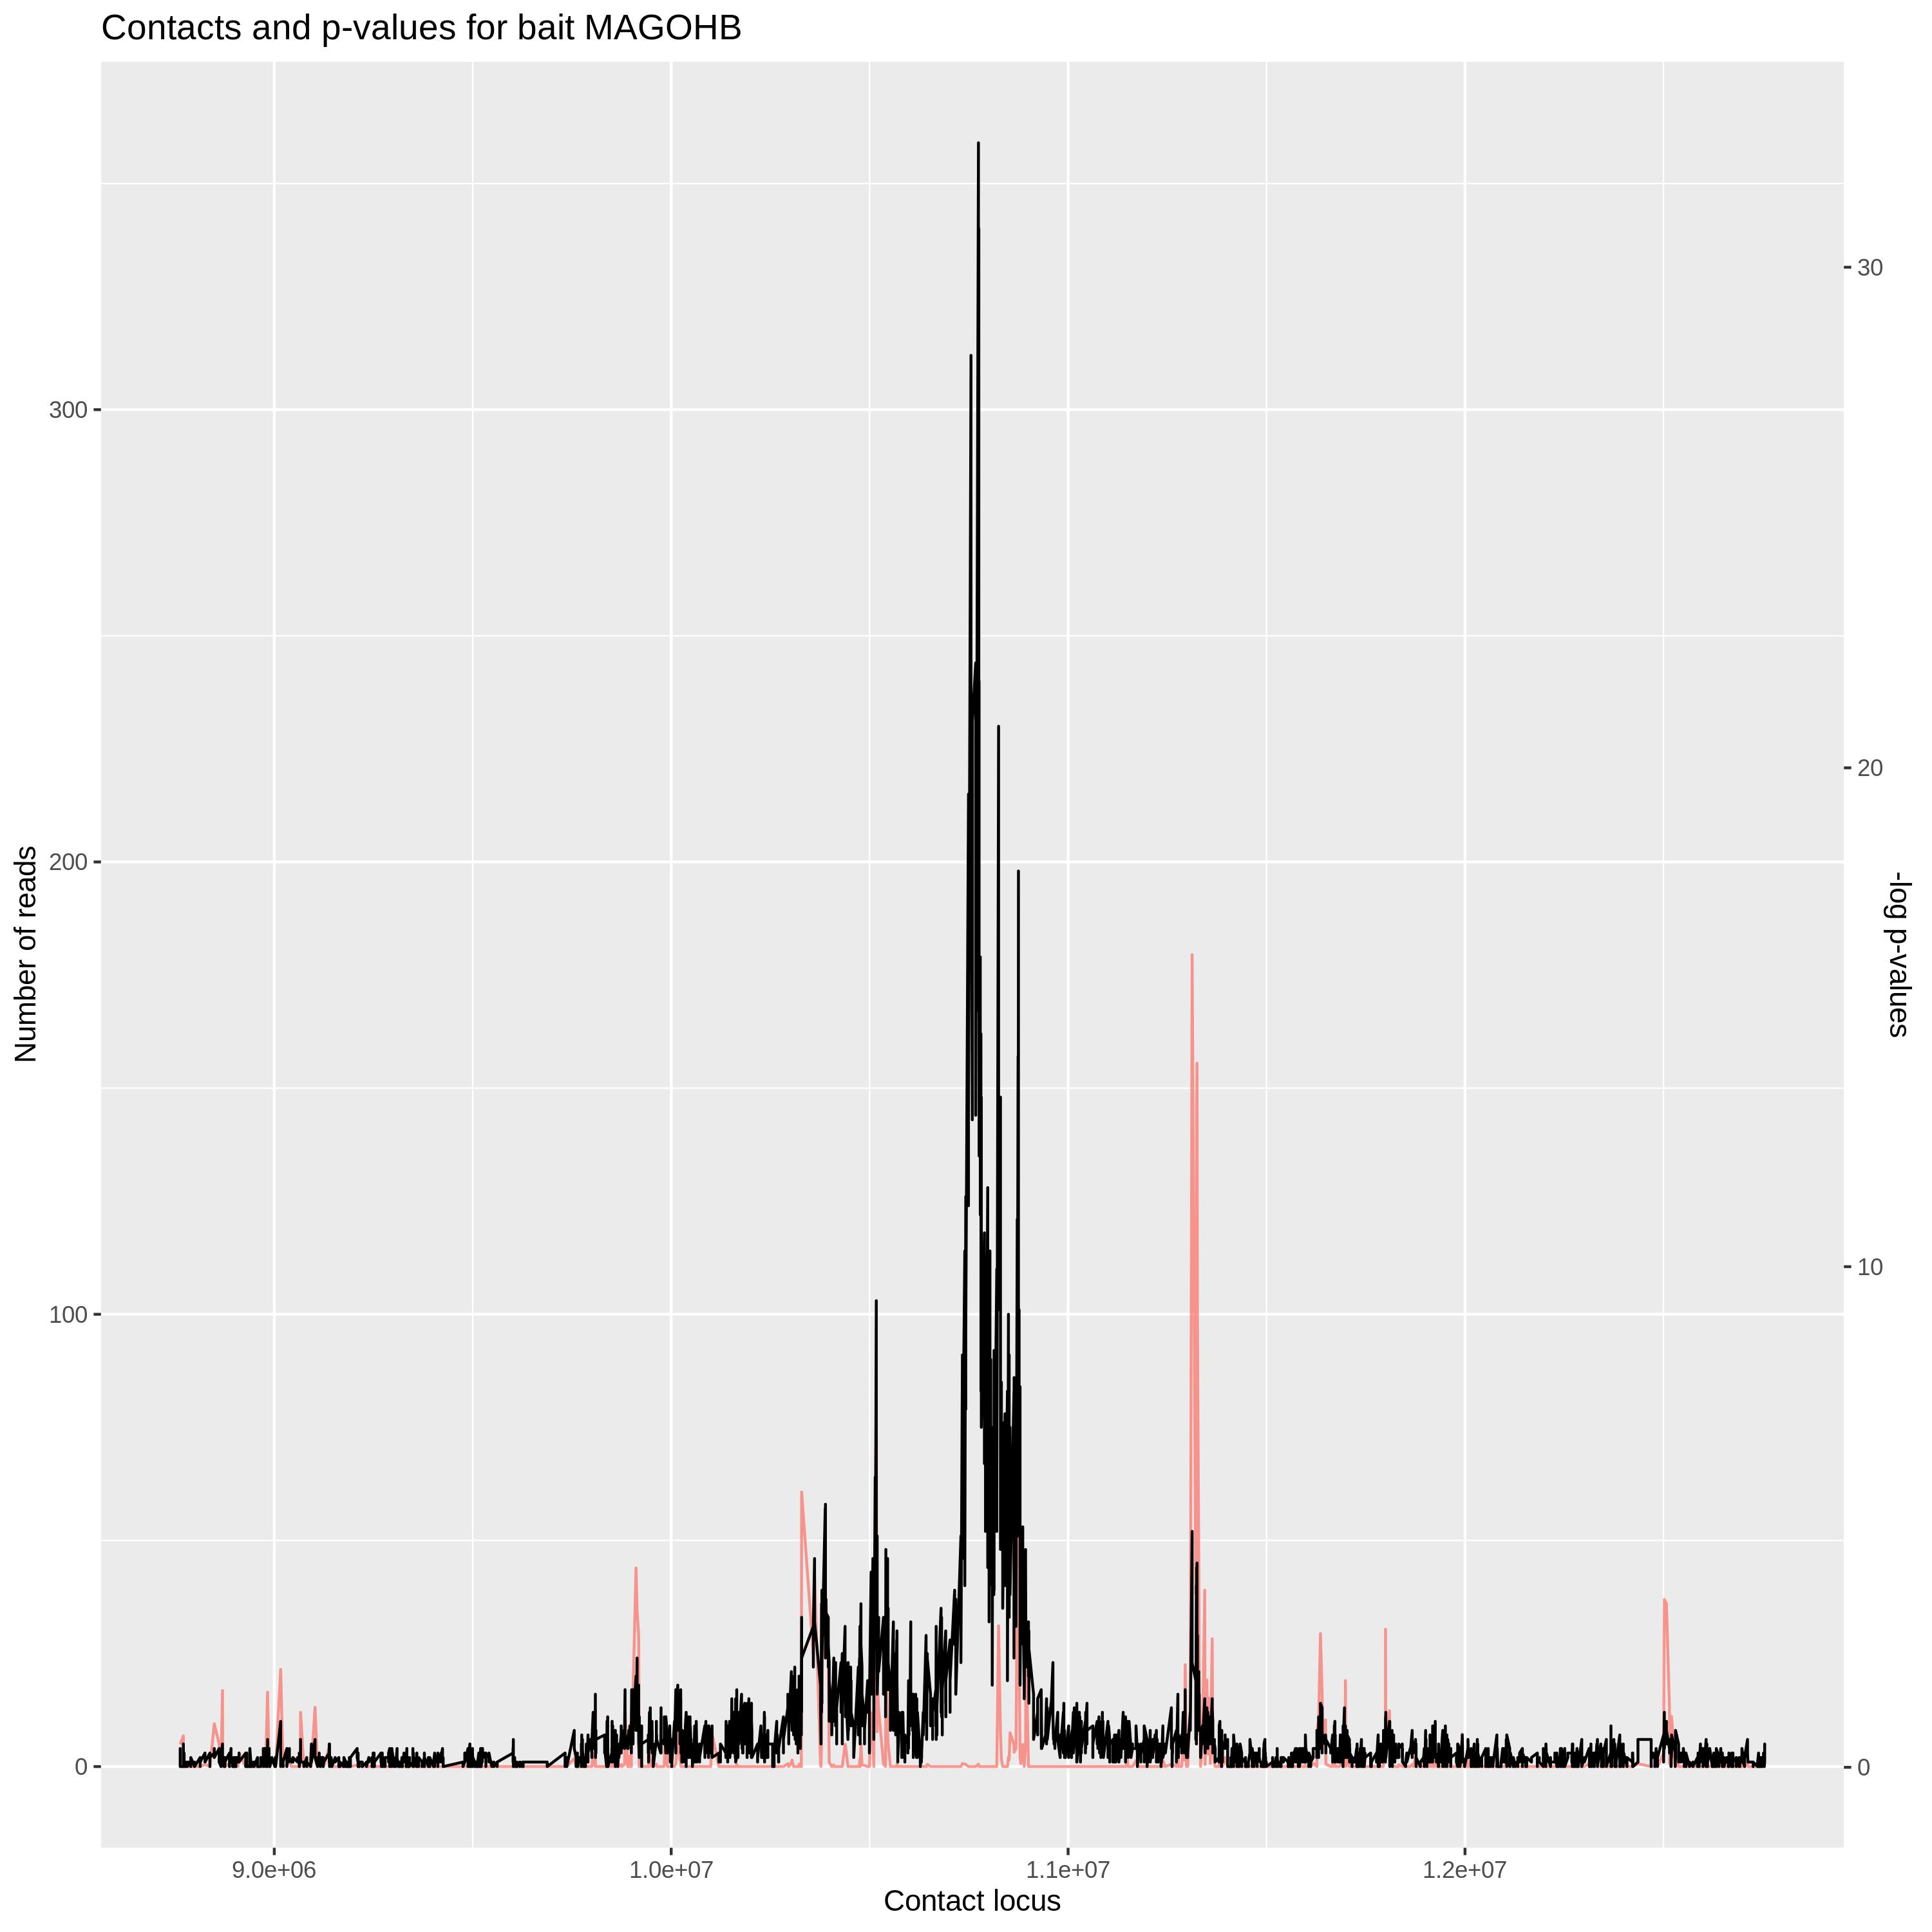 Contacts and p-values for bait MAGOHB
300
200
100
0
Number of reads
30
20
10
0
-log p-values
9.0e+06
1.0e+07
1.1e+07
1.2e+07
Contact locus